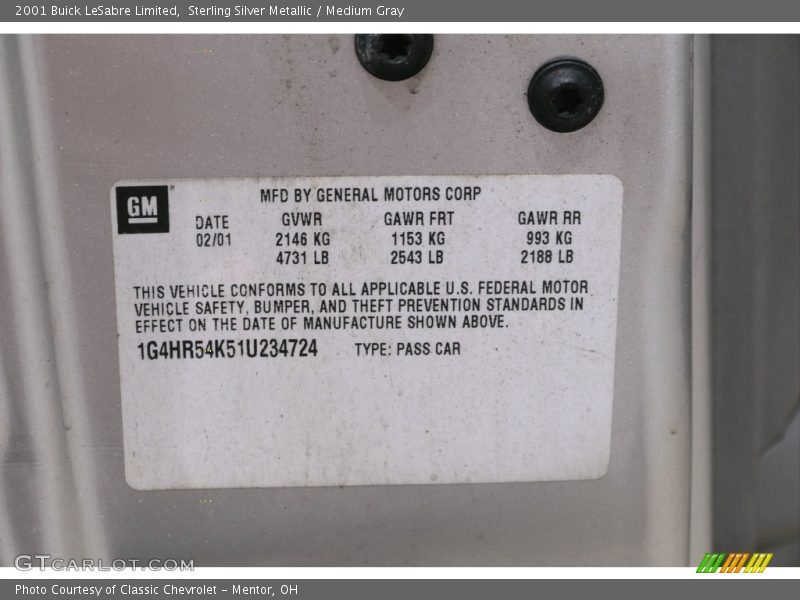 2001 Buick LeSabre Limited,  Sterling Silver Metallic / Medium Gray
GM
MFD BY GENERAL MOTORS CORP
DATE GVWR GAWR FRT GAWR RR
02/01 2146 KG 1153 KG 993 KG
4731 LB 2543 LB 2188 LB
THIS VEHICLE CONFORMS TO ALL APPLICABLE U.S. FEDERAL MOTOR
VEHICLE SAFETY, BUMPER, AND THEFT PREVENTION STANDARDS IN
EFFECT ON THE DATE OF MANUFACTURE SHOWN ABOVE.
1G4HR54K51U234724 TYPE: PASS CAR
GTCARLOT.COM
Photo Courtesy of Classic Chevrolet - Mentor, OH